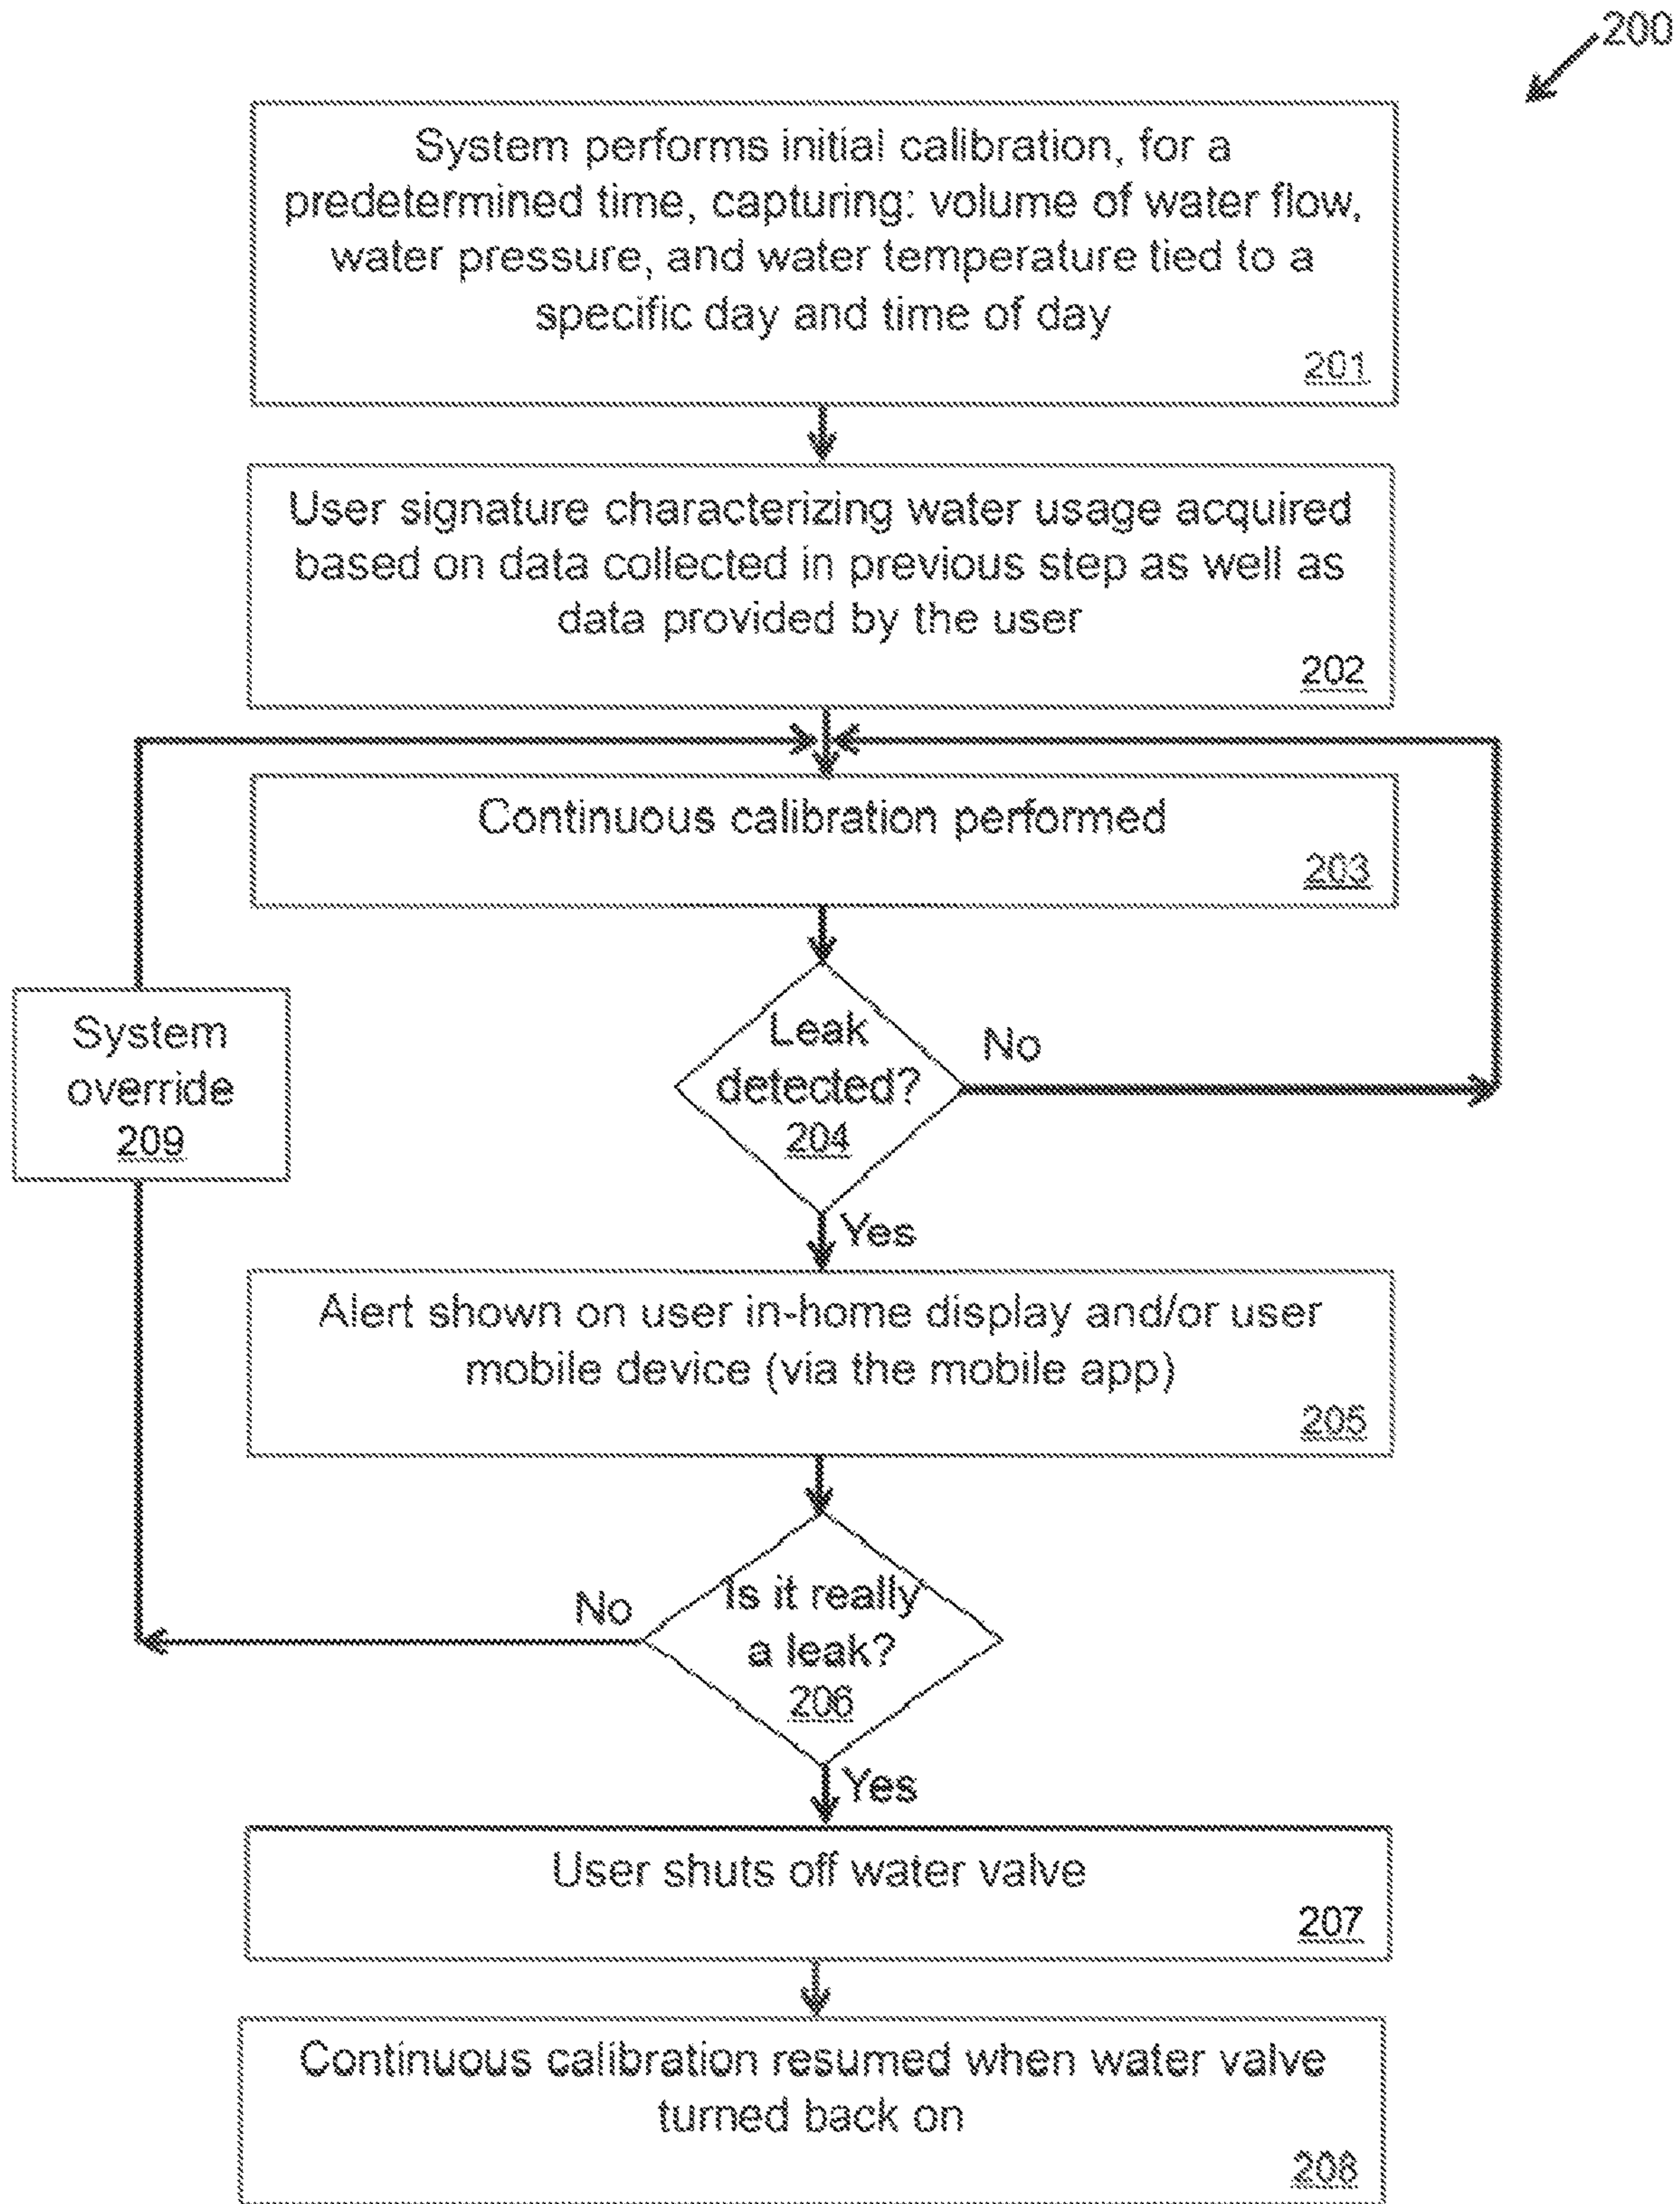 200
System performs initial calibration, for a
predetermined time, capturing: volume of water flow,
water pressure, and water temperature tied to a
specific day and time of day
201
User signature characterizing water usage acquired
based on data collected in previous step as well as
data provided by the user
202
Continuous calibration performed
203
System
override
209
Leak
detected?
204
No
Yes
Alert shown on user in-home display and/or user
mobile device (via the mobile app)
205
Is it really
a leak?
206
No
Yes
User shuts off water valve
207
Continuous calibration resumed when water valve
turned back on
208